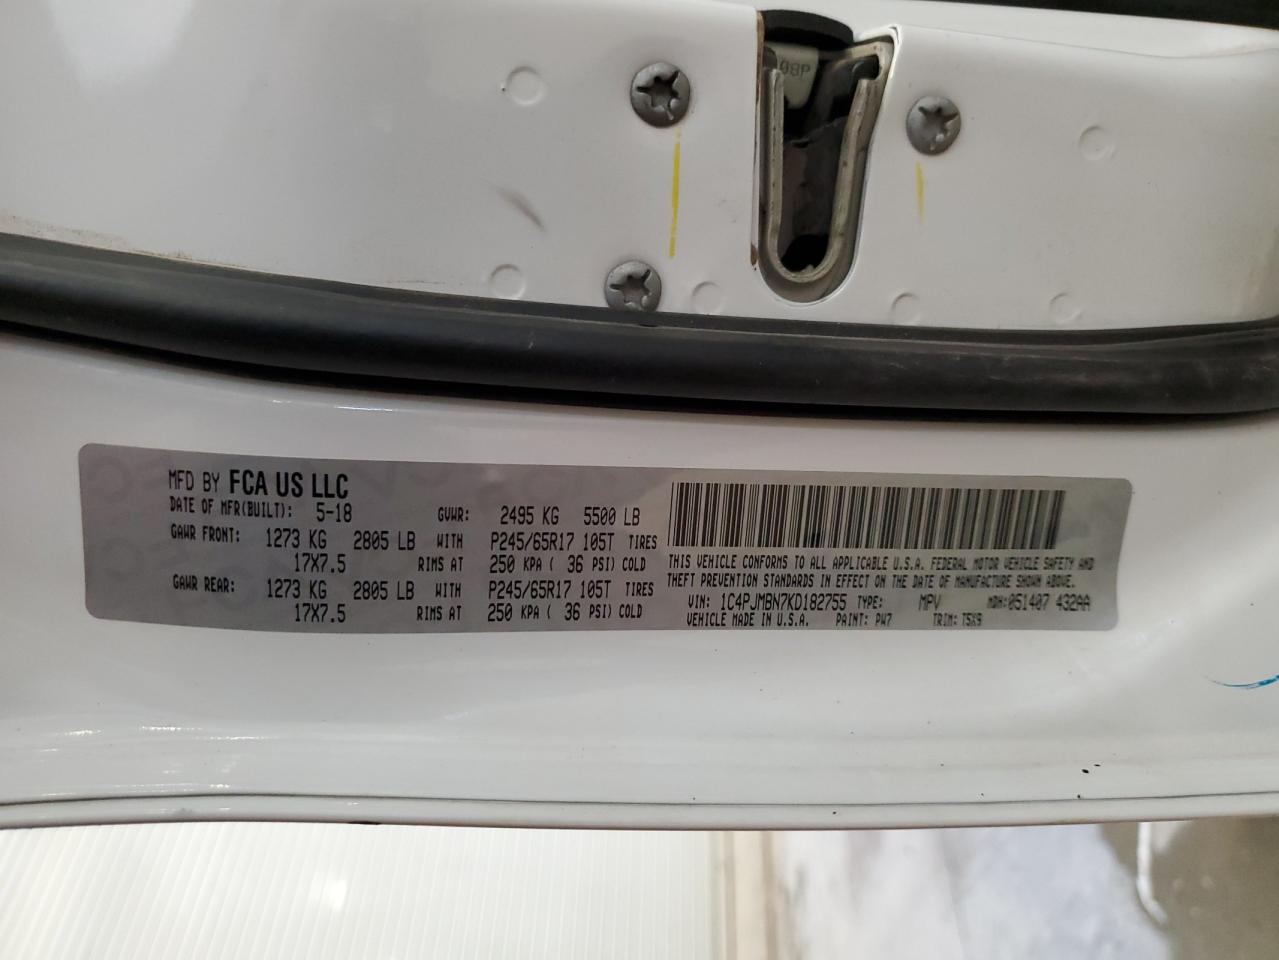 08P
MFD BY FCA US LLC
DATE OF MFR(BUILT): 5-18 GVWR: 2495 KG 5500 LB
GAWR FRONT: 1273 KG 2805 LB WITH P245/65R17 105T TIRES
17X7.5 RIMS AT 250 KPA ( 36 PSI) COLD
GAWR REAR: 1273 KG 2805 LB WITH P245/65R17 105T TIRES
17X7.5 RIMS AT 250 KPA ( 36 PSI) COLD
THIS VEHICLE CONFORMS TO ALL APPLICABLE U.S.A. FEDERAL MOTOR VEHICLE SAFETY AND
THEFT PREVENTION STANDARDS IN EFFECT ON THE DATE OF MANUFACTURE SHOWN ABOVE.
VIN: 1C4PJMBN7KD182755 TYPE: MPV MDH:051407 432AA
VEHICLE MADE IN U.S.A. PAINT: PW7 TRIM: T5X9